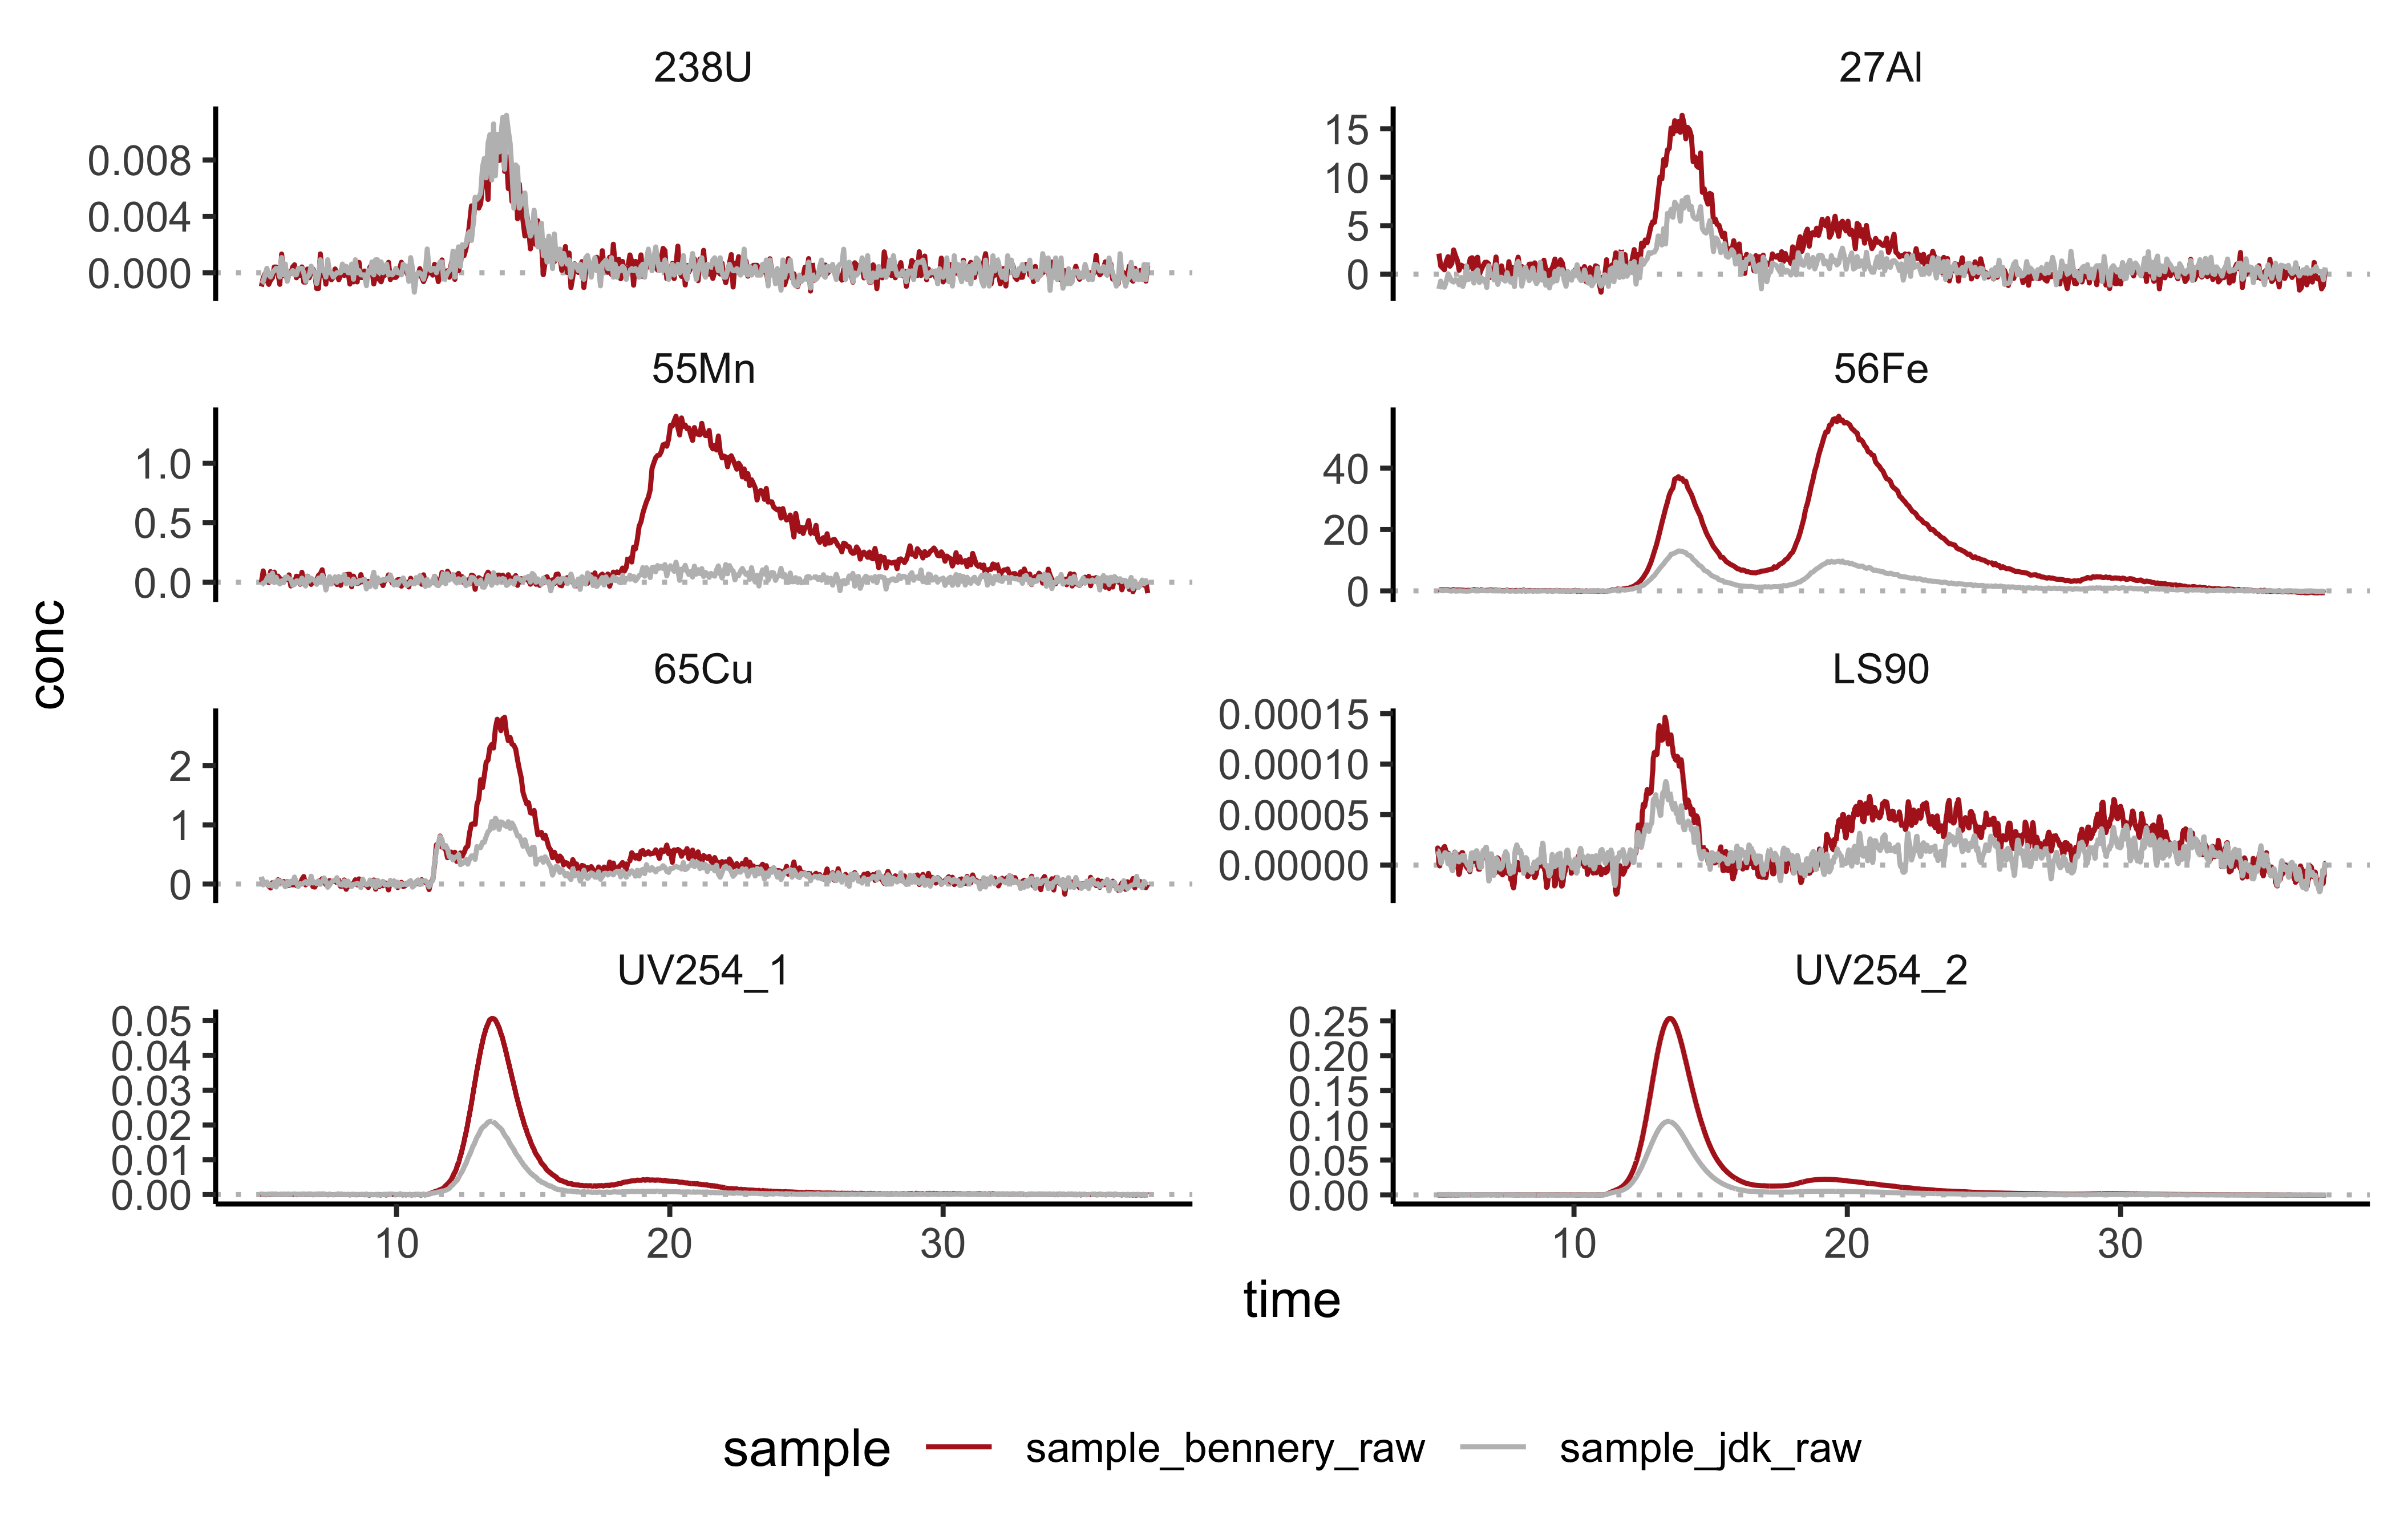 238U
27Al
0.008
0.004
0.000
15
10
5
0
55Mn
56Fe
1.0
0.5
0.0
40
20
0
conc
65Cu
LS90
2
1
0
0.00015
0.00010
0.00005
0.00000
UV254_1
UV254_2
0.05
0.04
0.03
0.02
0.01
0.00
0.25
0.20
0.15
0.10
0.05
0.00
10 20 30
10 20 30
time
sample sample_bennery_raw sample_jdk_raw